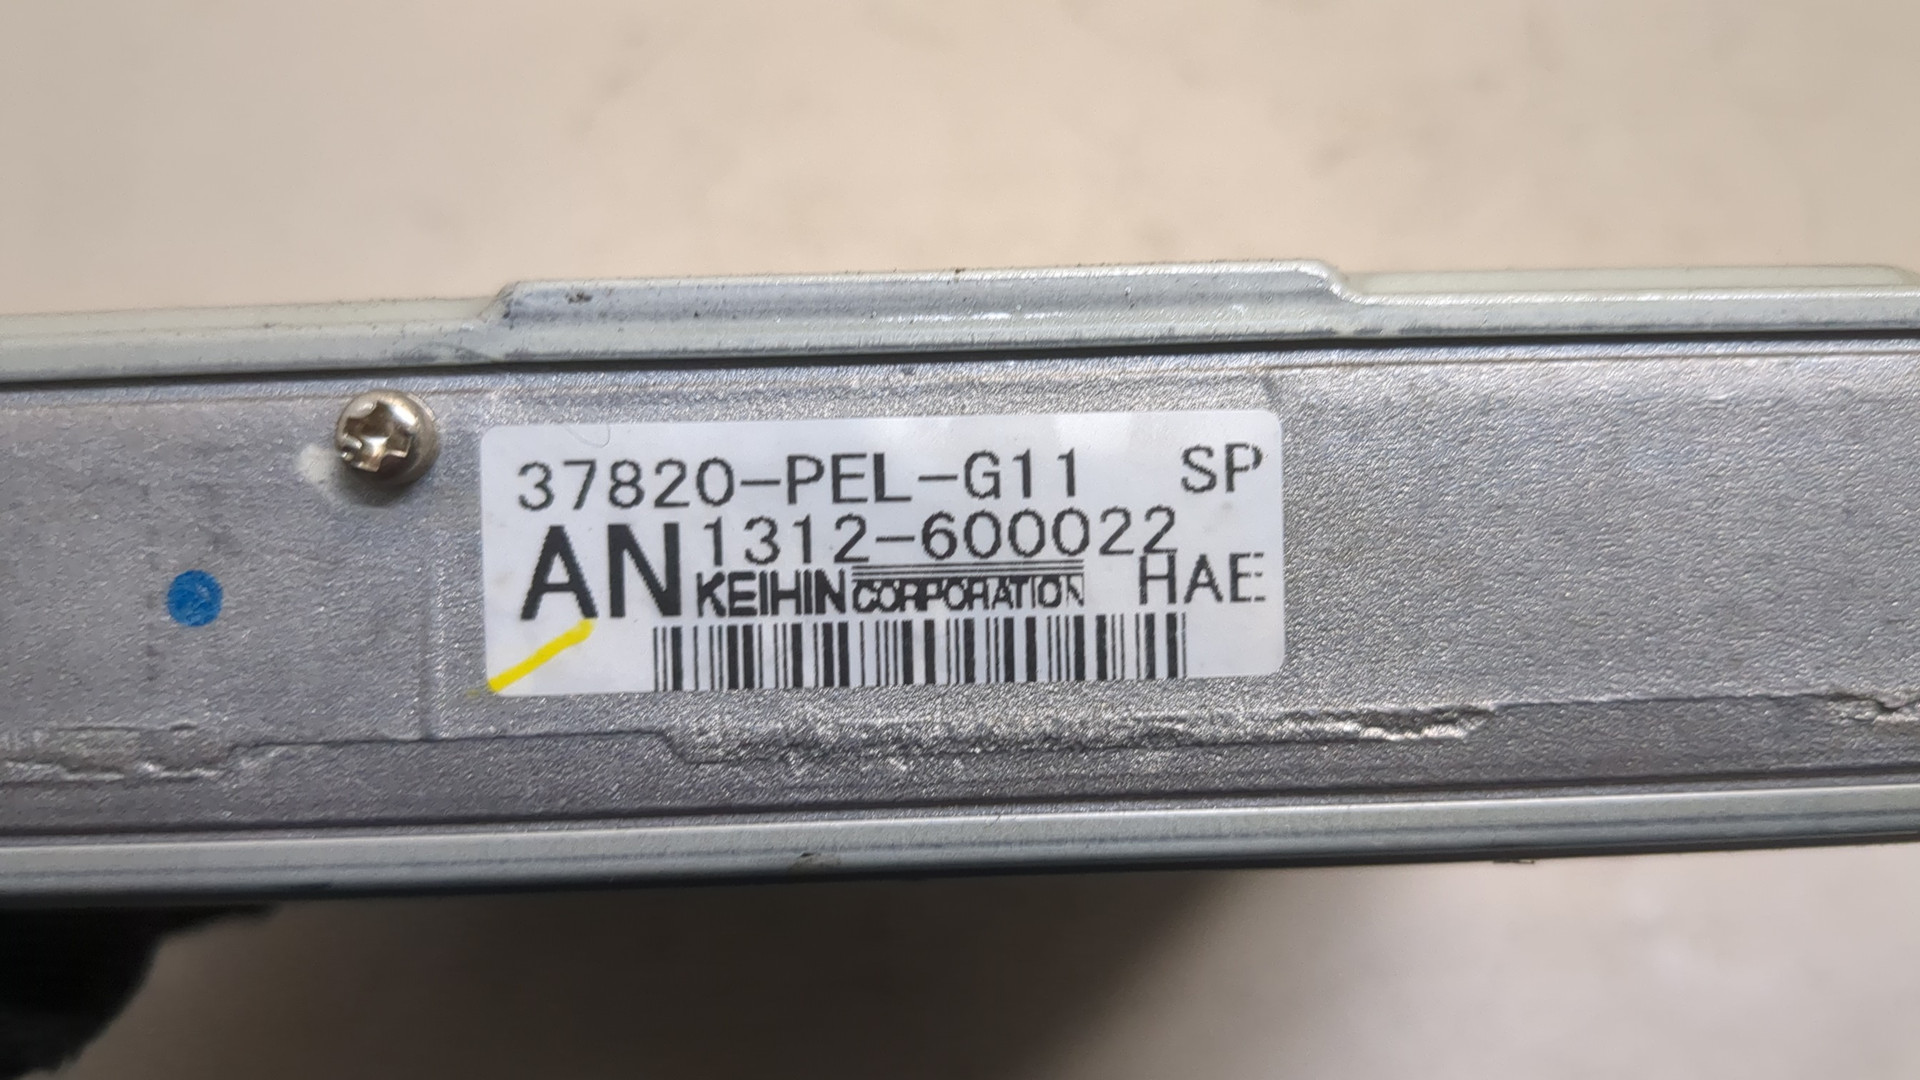 37820-PEL-G11 SP
AN 1312-600022
KEIHIN CORPORATION HAE